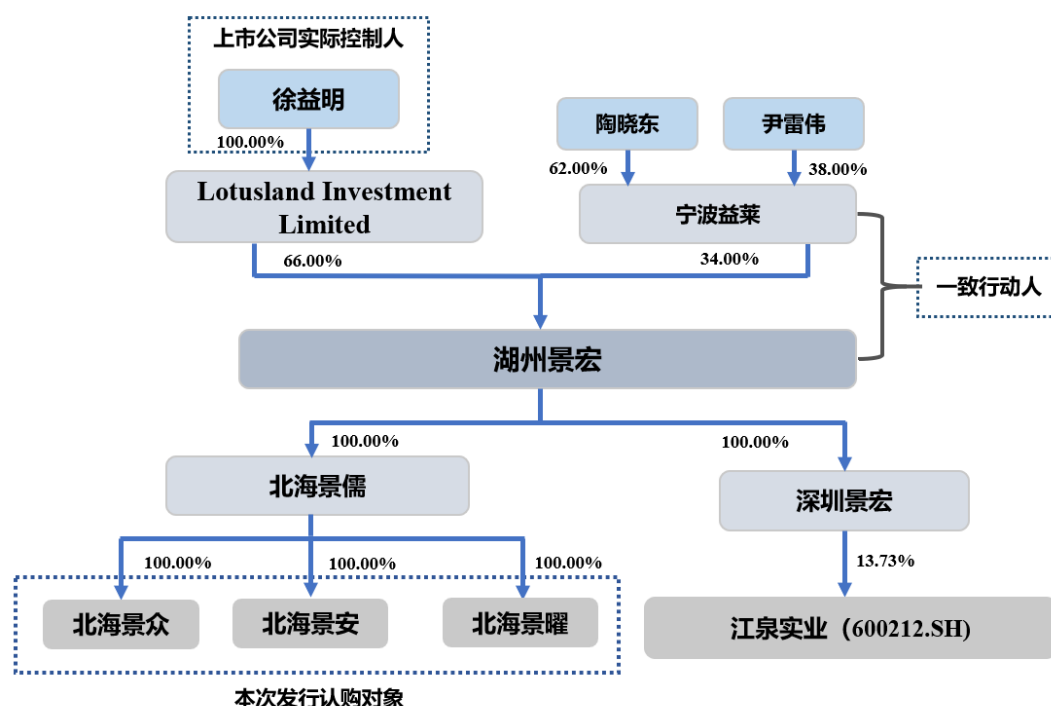 上市公司实际控制人
徐益明
陶晓东
尹雷伟
100.00%
62.00%
38.00%
Lotusland Investment
Limited
宁波益莱
66.00%
34.00%
一致行动人
湖州景宏
100.00%
100.00%
北海景儒
深圳景宏
100.00%
100.00%
100.00%
13.73%
北海景众
北海景安
北海景曜
江泉实业（600212.SH)
本次发行认购对象